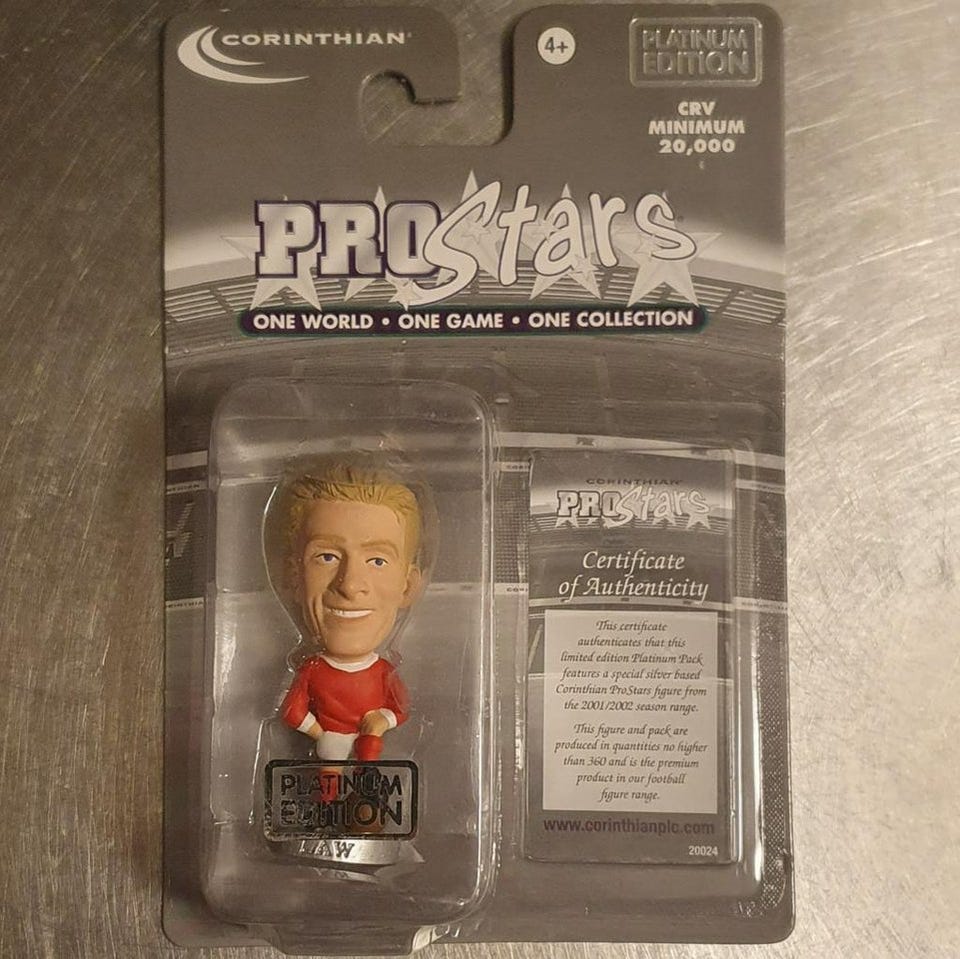 CORINTHIAN
4+
PLATINUM
EDITION
CRV
MINIMUM
20,000
PROStars
ONE WORLD • ONE GAME • ONE COLLECTION
CORINTHIAN
PROStars
Certificate
of Authenticity
This certificate
authenticates that this
limited edition Platinum Pack
features a special silver based
Corinthian ProStars figure from
the 2001/2002 season range.
This figure and pack are
produced in quantities no higher
than 360 and is the premium
product in our football
figure range.
www.corinthianplc.com
20024
PLATINUM
EDITION
LAW